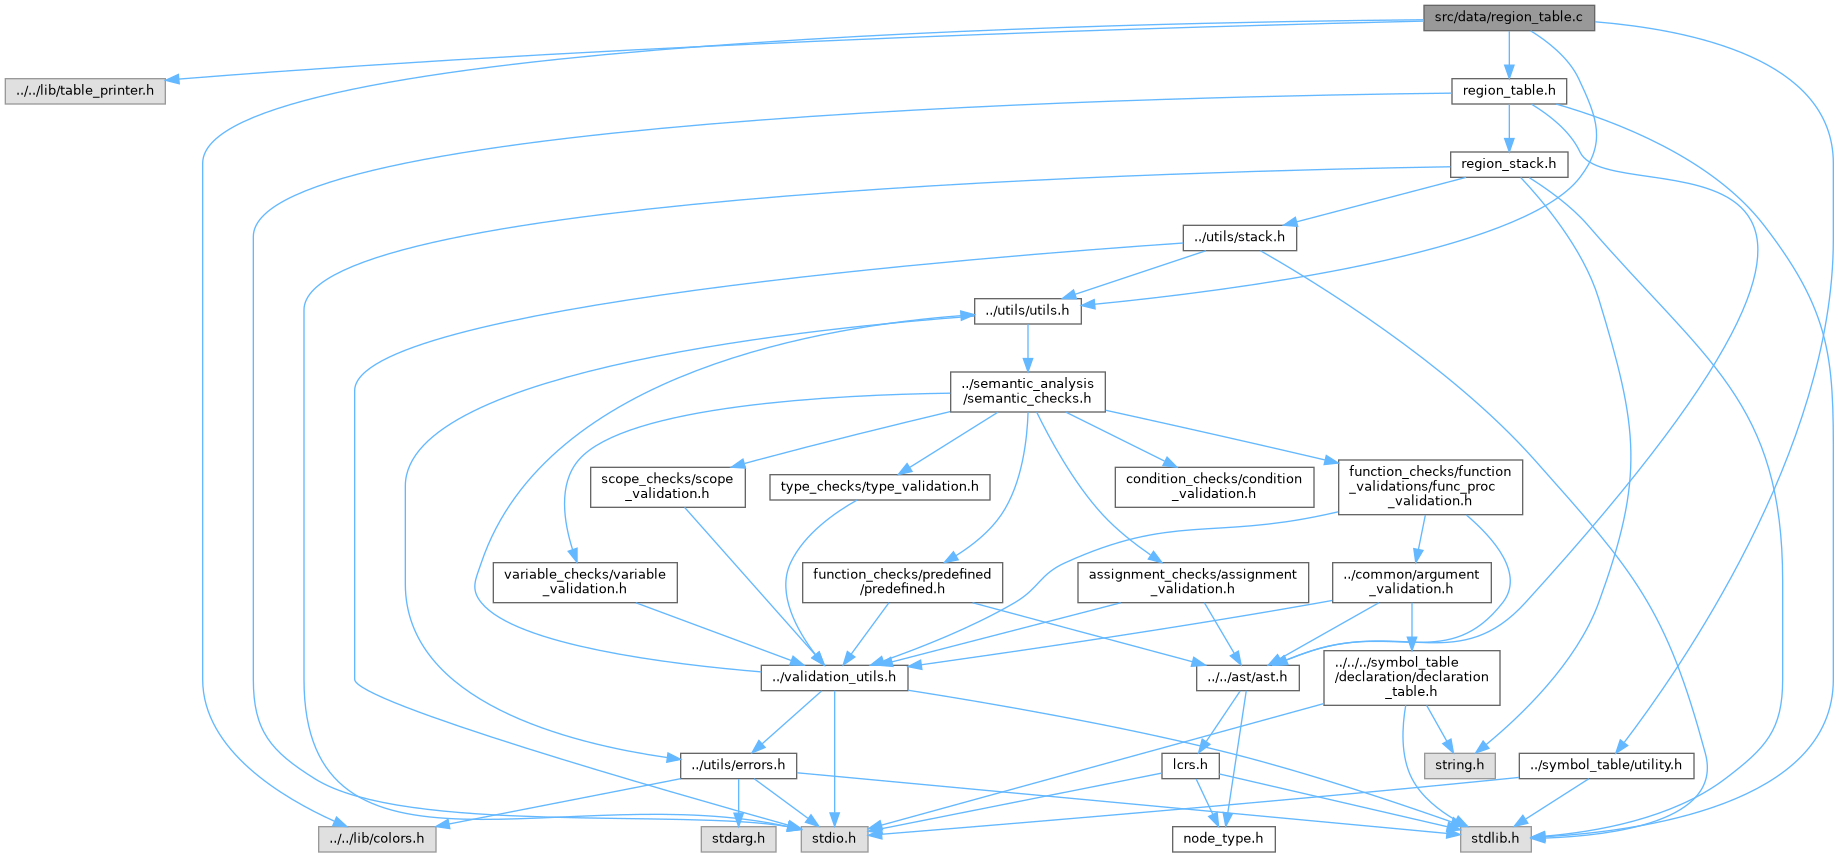 src/data/region_table.c
../../lib/table_printer.h
region_table.h
region_stack.h
../utils/stack.h
../utils/utils.h
../semantic_analysis
/semantic_checks.h
scope_checks/scope
_validation.h
type_checks/type_validation.h
condition_checks/condition
_validation.h
function_checks/function
_validations/func_proc
_validation.h
variable_checks/variable
_validation.h
function_checks/predefined
/predefined.h
assignment_checks/assignment
_validation.h
../common/argument
_validation.h
../validation_utils.h
../../ast/ast.h
../../../symbol_table
/declaration/declaration
_table.h
../utils/errors.h
lcrs.h
string.h
../symbol_table/utility.h
../../lib/colors.h
stdarg.h
stdio.h
node_type.h
stdlib.h